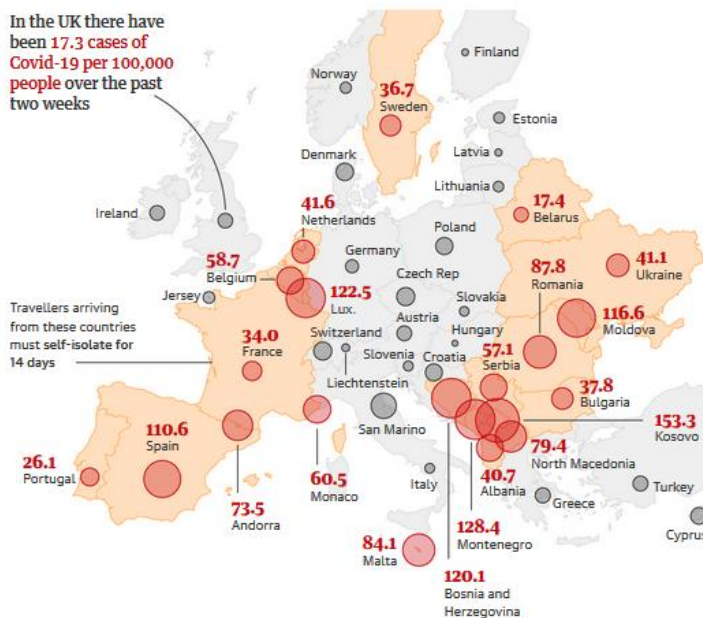 In the UK there have
been 17.3 cases of
Covid-19 per 100,000
people over the past
two weeks
Finland
Norway
36.7
Sweden
Estonia
Denmark
Latvia
Lithuania
Ireland
41.6
Netherlands
17.4
Belarus
Poland
58.7
Belgium
Germany
87.8
Romania
41.1
Ukraine
Jersey
122.5
Lux.
Czech Rep
Slovakia
116.6
Moldova
Travellers arriving
from these countries
must self-isolate for
14 days
34.0
France
Switzerland
Austria
Hungary
Slovenia
Croatia
57.1
Serbia
Liechtenstein
37.8
Bulgaria
110.6
Spain
San Marino
153.3
Kosovo
26.1
Portugal
73.5
Andorra
60.5
Monaco
Italy
40.7
Albania
79.4
North Macedonia
Turkey
Greece
Cyprus
84.1
Malta
128.4
Montenegro
120.1
Bosnia and
Herzegovina